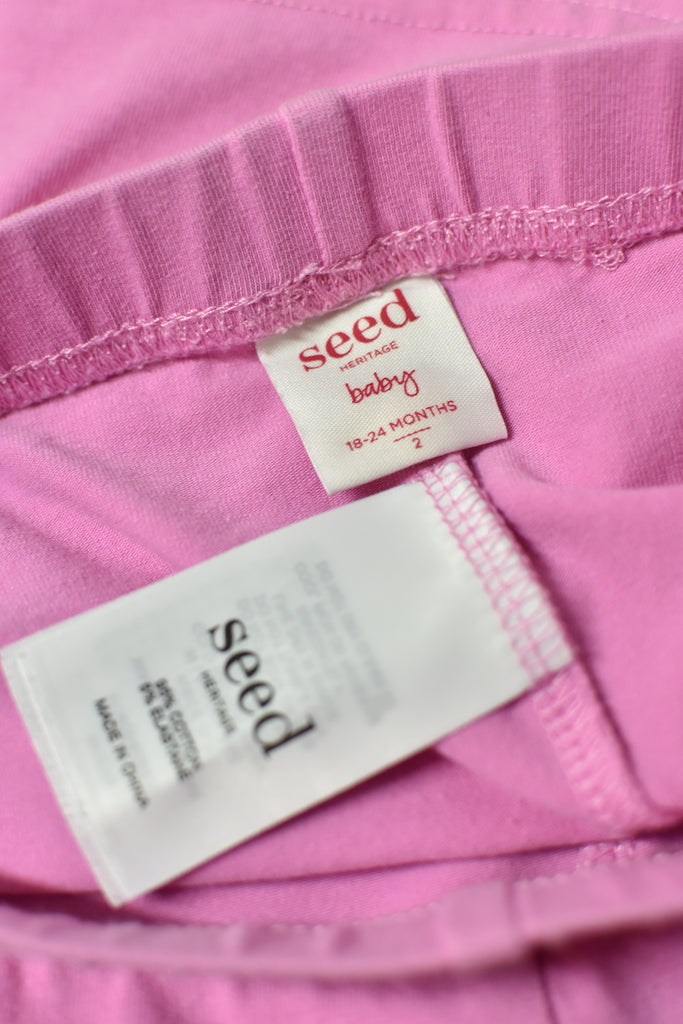 seed
HERITAGE
baby
18-24 MONTHS
2
seed
HERITAGE
95% COTTON
5% ELASTANE
MADE IN CHINA